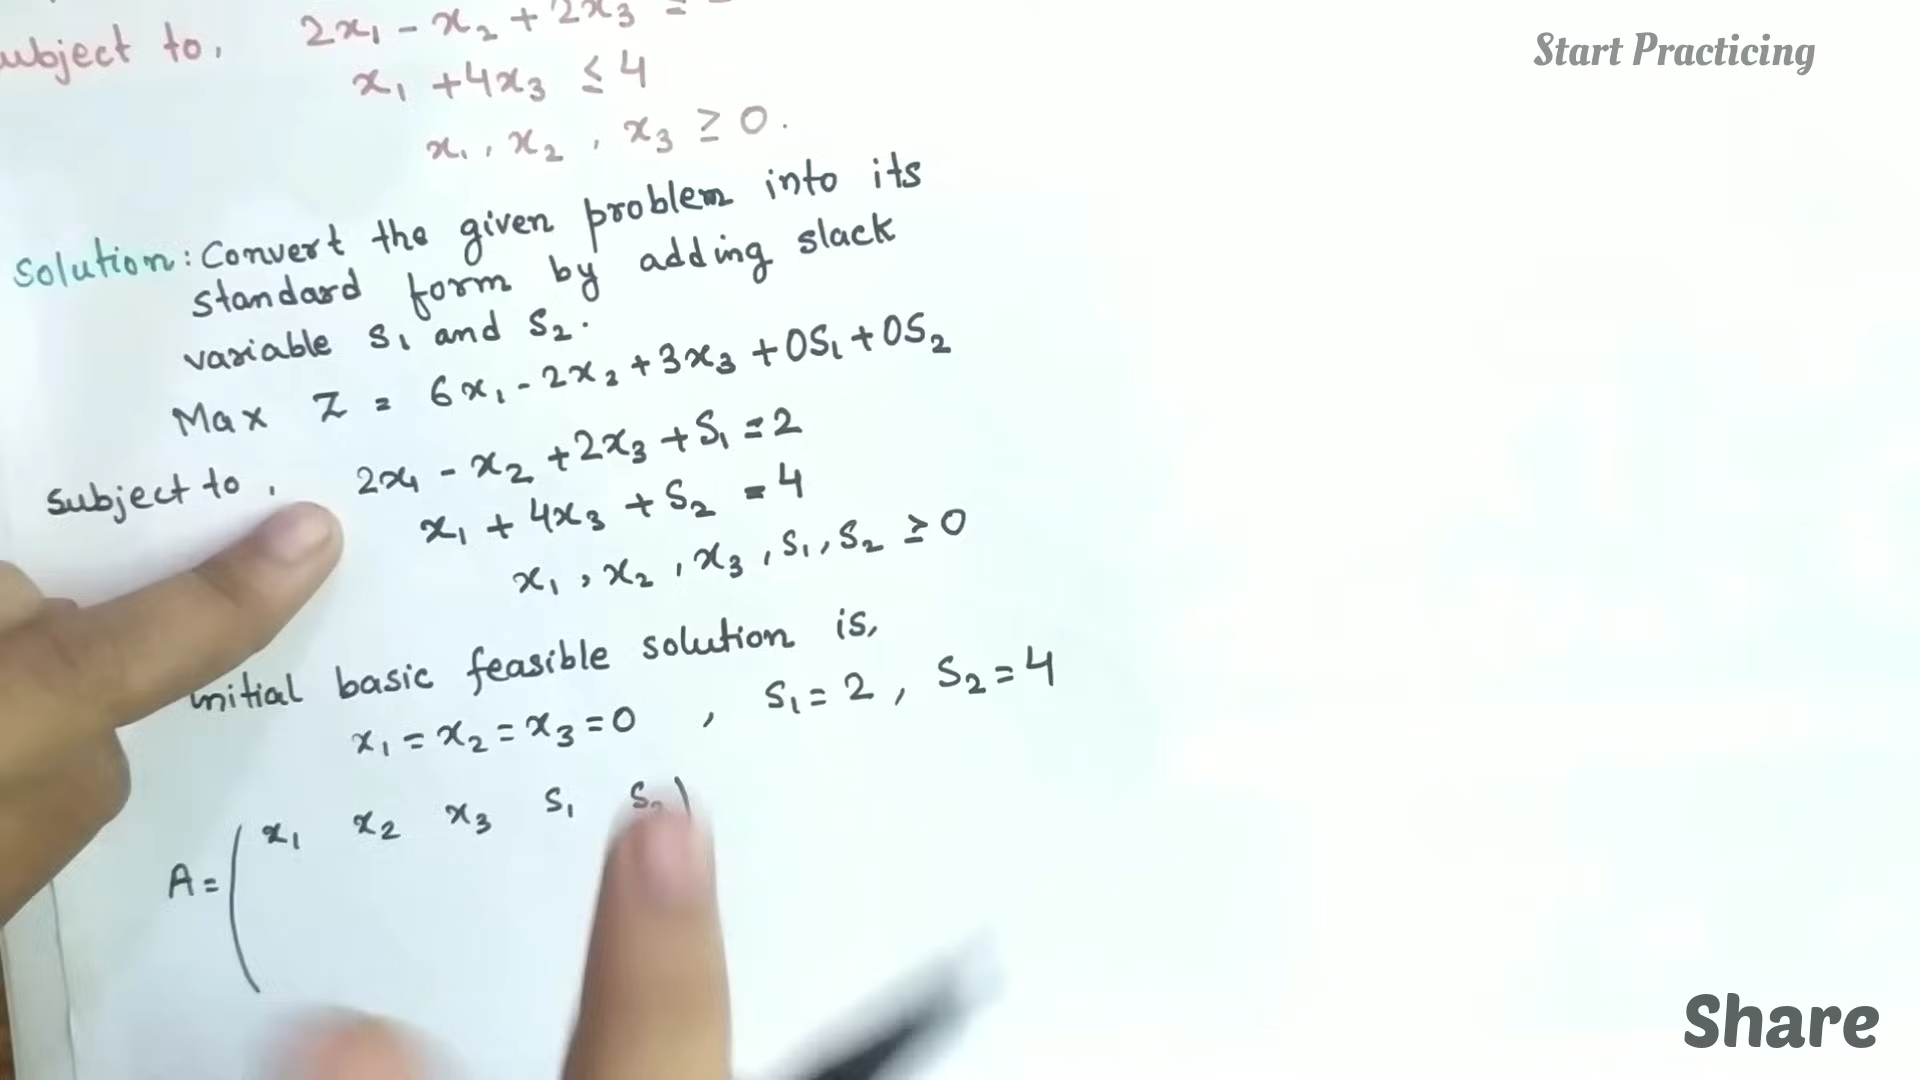 ubject to, 2x₁ - x₂ + 2x₃
x₁ + 4x₃ ≤ 4
x₁, x₂, x₃ ≥ 0.
Solution: Convert the given problem into its
standard form by adding slack
variable s₁ and s₂.
Max Z = 6x₁ - 2x₂ + 3x₃ + 0S₁ + 0S₂
Subject to, 2x₁ - x₂ + 2x₃ + S₁ = 2
x₁ + 4x₃ + S₂ = 4
x₁, x₂, x₃, S₁, S₂ ≥ 0
initial basic feasible solution is,
x₁ = x₂ = x₃ = 0, S₁ = 2, S₂ = 4
x₁ x₂ x₃ S₁ S₂
A =
Start Practicing
Share